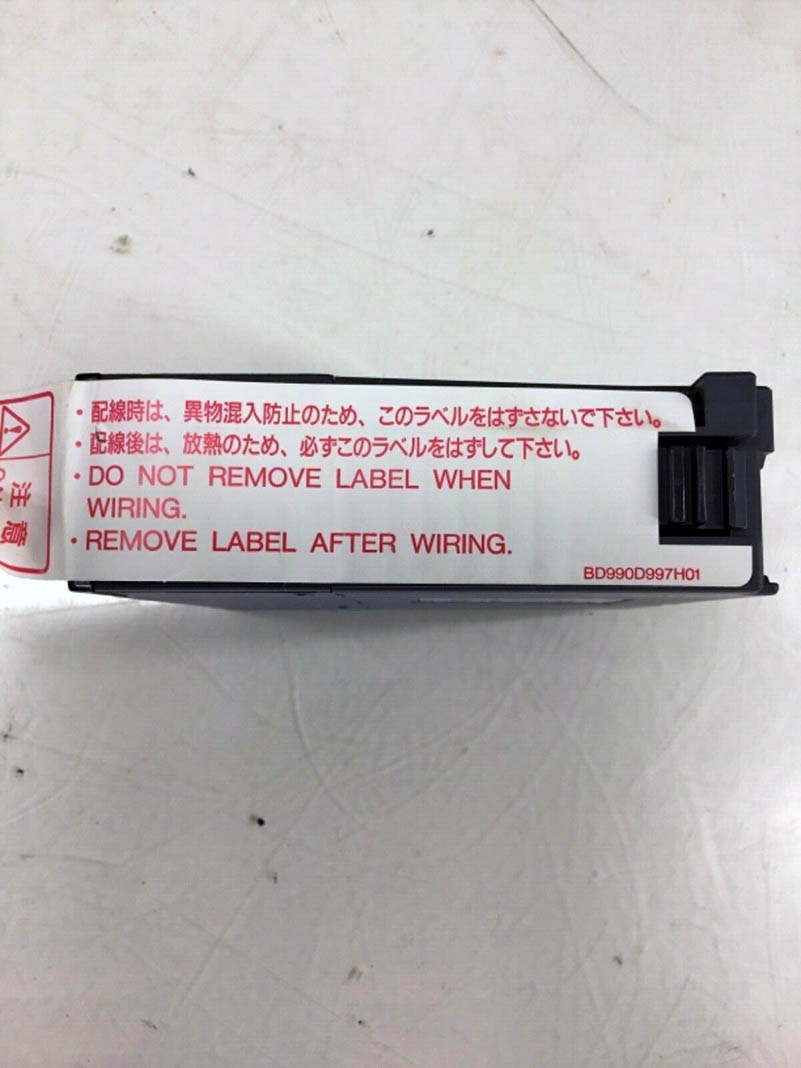 ・配線時は、異物混入防止のため、このラベルをはずさないで下さい。
・配線後は、放熱のため、必ずこのラベルをはずして下さい。
・DO NOT REMOVE LABEL WHEN
WIRING.
・REMOVE LABEL AFTER WIRING.
BD990D997H01
注意